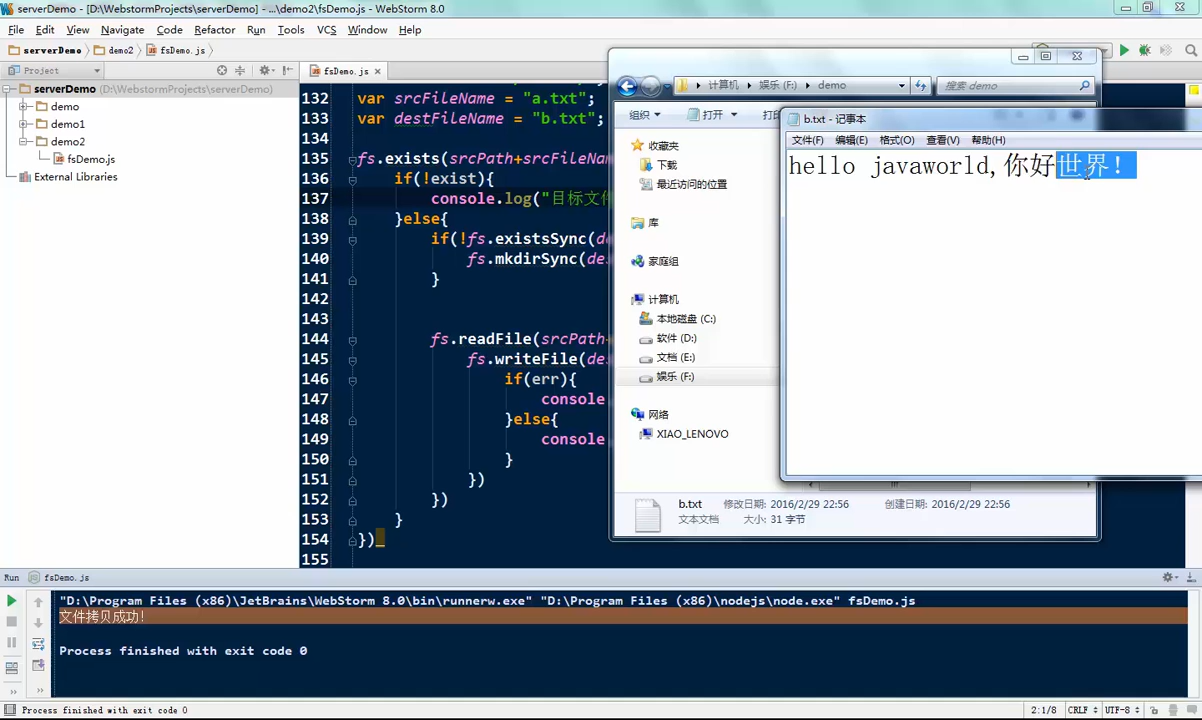 serverDemo - [D:\WebstormProjects\serverDemo] - ...\demo2\fsDemo.js - WebStorm 8.0
File Edit View Navigate Code Refactor Run Tools VCS Window Help
serverDemo demo2 fsDemo.js
Project
fsDemo.js
serverDemo (D:\WebstormProjects\serverDemo)
demo
demo1
demo2
fsDemo.js
External Libraries
132 var srcFileName = "a.txt";
133 var destFileName = "b.txt";
134
135 fs.exists(srcPath+srcFileName
136 if(!exist){
137 console.log("目标文件
138 }else{
139 if(!fs.existsSync(de
140 fs.mkdirSync(des
141 }
142
143
144 fs.readFile(srcPath+
145 fs.writeFile(des
146 if(err){
147 console
148 }else{
149 console
150 }
151 })
152 })
153 }
154 })
155
计算机 娱乐 (F:) demo
搜索 demo
组织 打开 打印
收藏夹
下载
最近访问的位置
库
家庭组
计算机
本地磁盘 (C:)
软件 (D:)
文档 (E:)
娱乐 (F:)
网络
XIAO_LENOVO
b.txt 修改日期: 2016/2/29 22:56 创建日期: 2016/2/29 22:56
文本文档 大小: 31 字节
b.txt - 记事本
文件(F) 编辑(E) 格式(O) 查看(V) 帮助(H)
hello javaworld,你好世界！
Run fsDemo.js
"D:\Program Files (x86)\JetBrains\WebStorm 8.0\bin\runnerw.exe" "D:\Program Files (x86)\nodejs\node.exe" fsDemo.js
文件拷贝成功！
Process finished with exit code 0
Process finished with exit code 0
2:1/8 CRLF UTF-8